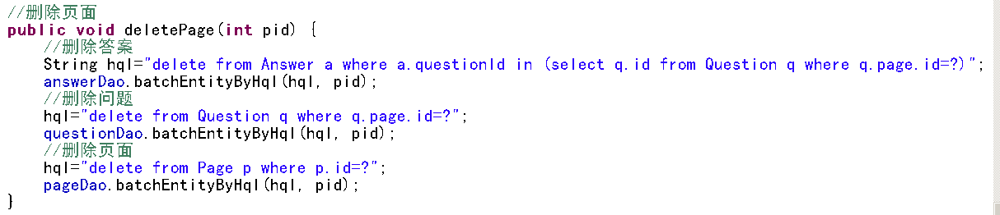 //删除页面
public void deletePage(int pid) {
    //删除答案
    String hql="delete from Answer a where a.questionId in (select q.id from Question q where q.page.id=?)";
    answerDao.batchEntityByHql(hql, pid);
    //删除问题
    hql="delete from Question q where q.page.id=?";
    questionDao.batchEntityByHql(hql, pid);
    //删除页面
    hql="delete from Page p where p.id=?";
    pageDao.batchEntityByHql(hql, pid);
}